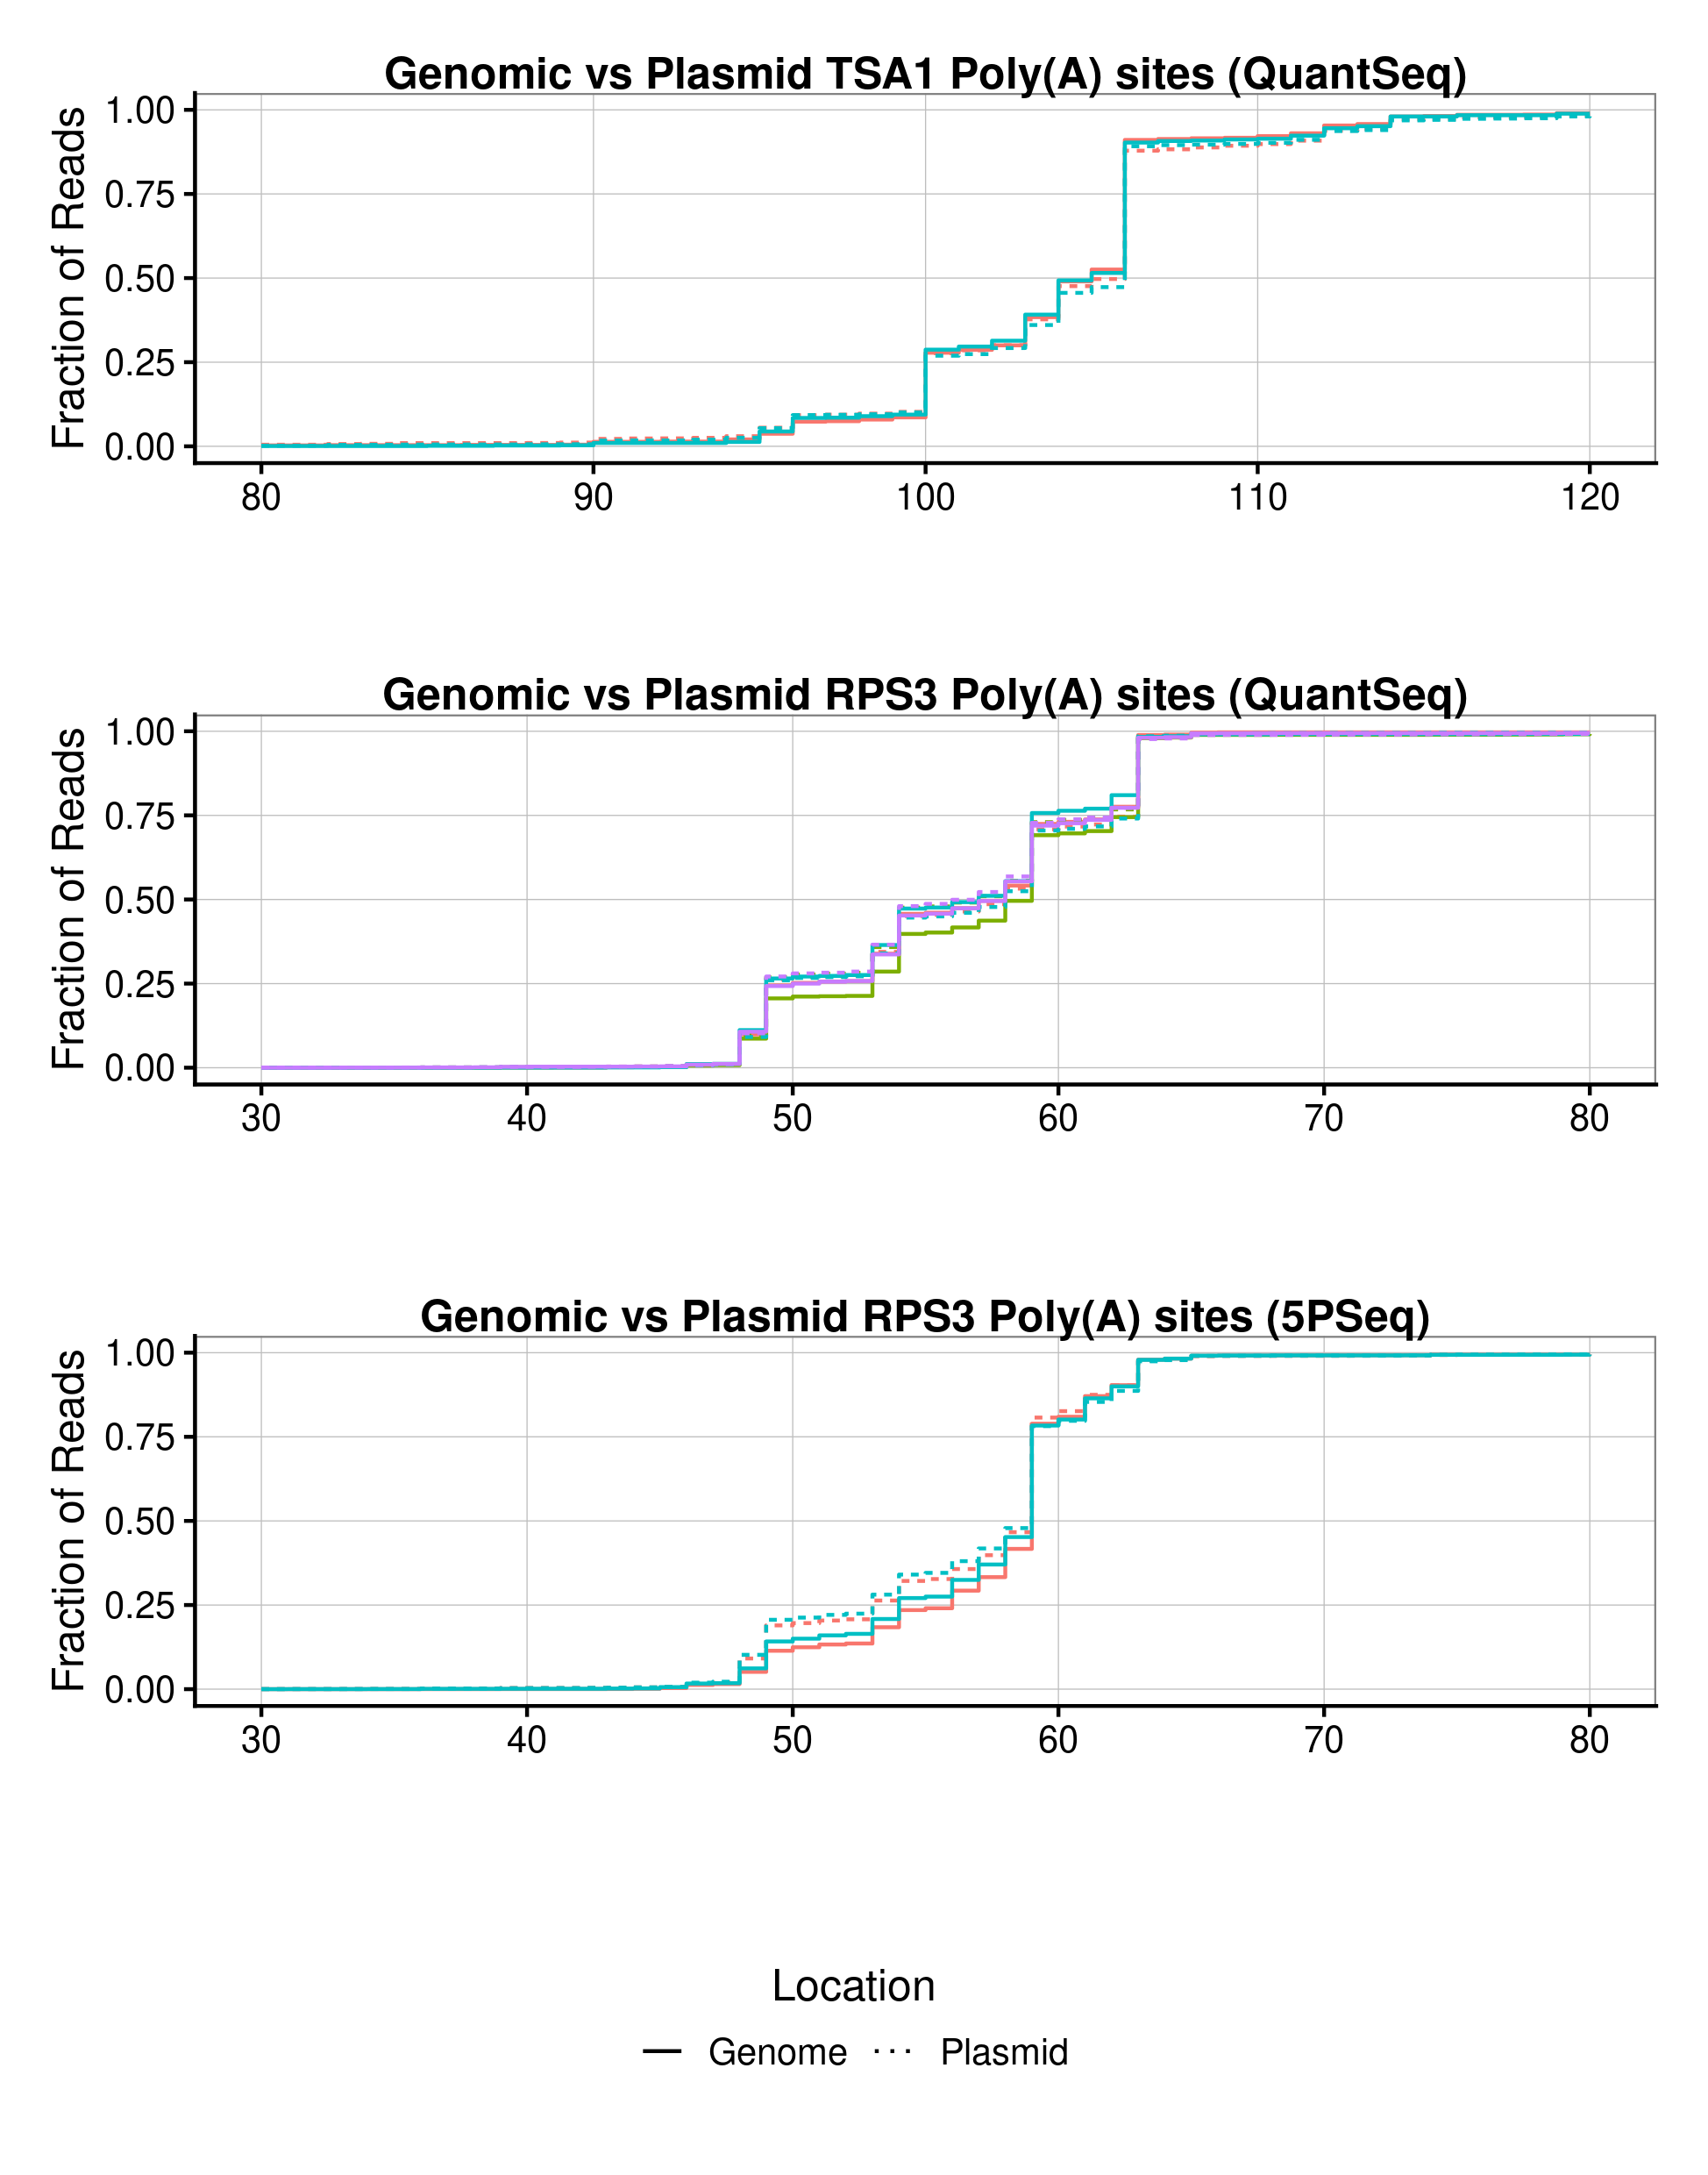 Genomic vs Plasmid TSA1 Poly(A) sites (QuantSeq)
Fraction of Reads
1.00
0.75
0.50
0.25
0.00
80 90 100 110 120
Genomic vs Plasmid RPS3 Poly(A) sites (QuantSeq)
Fraction of Reads
1.00
0.75
0.50
0.25
0.00
30 40 50 60 70 80
Genomic vs Plasmid RPS3 Poly(A) sites (5PSeq)
Fraction of Reads
1.00
0.75
0.50
0.25
0.00
30 40 50 60 70 80
Location
Genome Plasmid